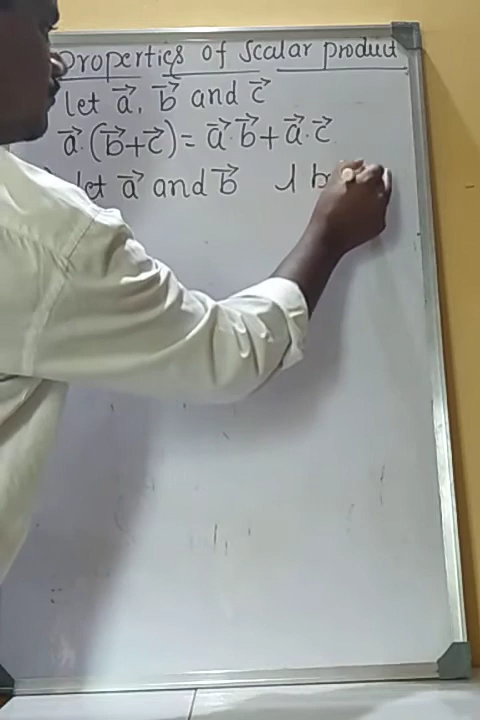 Properties of scalar product
let a⃗, b⃗ and c⃗
a⃗·(b⃗+c⃗) = a⃗·b⃗ + a⃗·c⃗
let a⃗ and b⃗ λ b